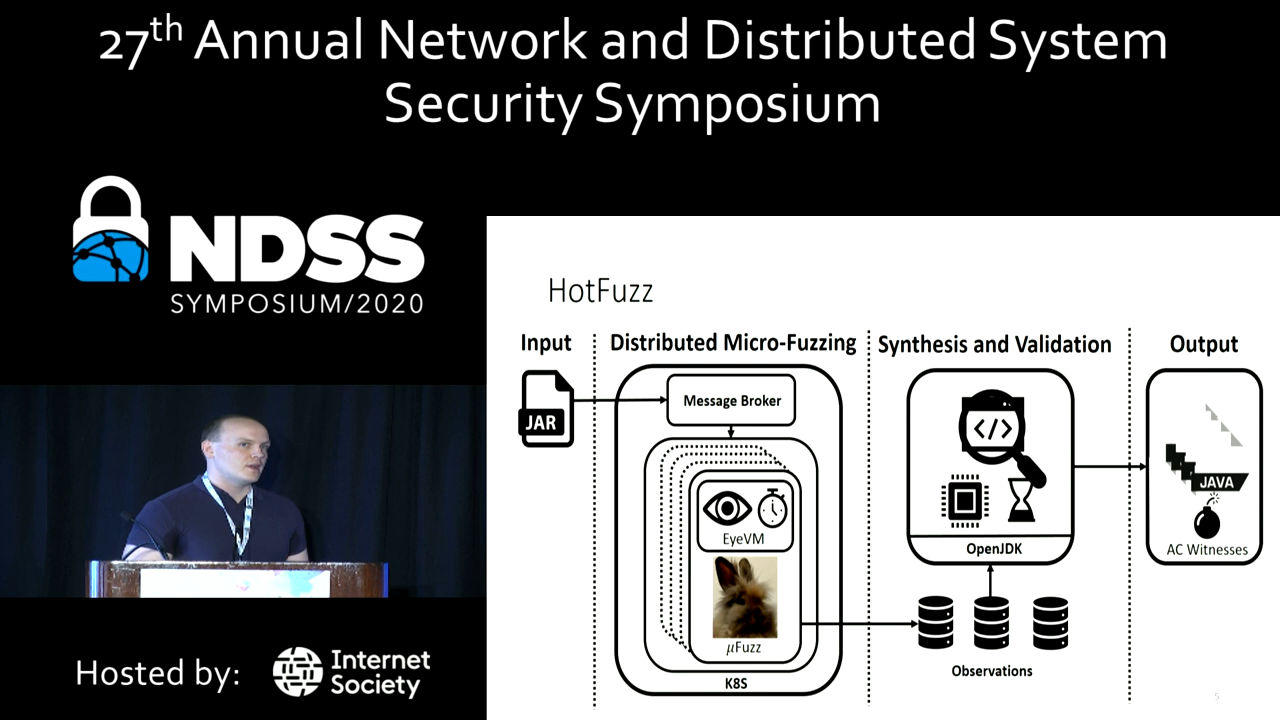 27th Annual Network and Distributed System
Security Symposium
NDSS
SYMPOSIUM/2020
HotFuzz
Input
Distributed Micro-Fuzzing
Synthesis and Validation
Output
JAR
Message Broker
EyeVM
μFuzz
K8S
</>
OpenJDK
Observations
JAVA
AC Witnesses
5
Hosted by:
Internet
Society